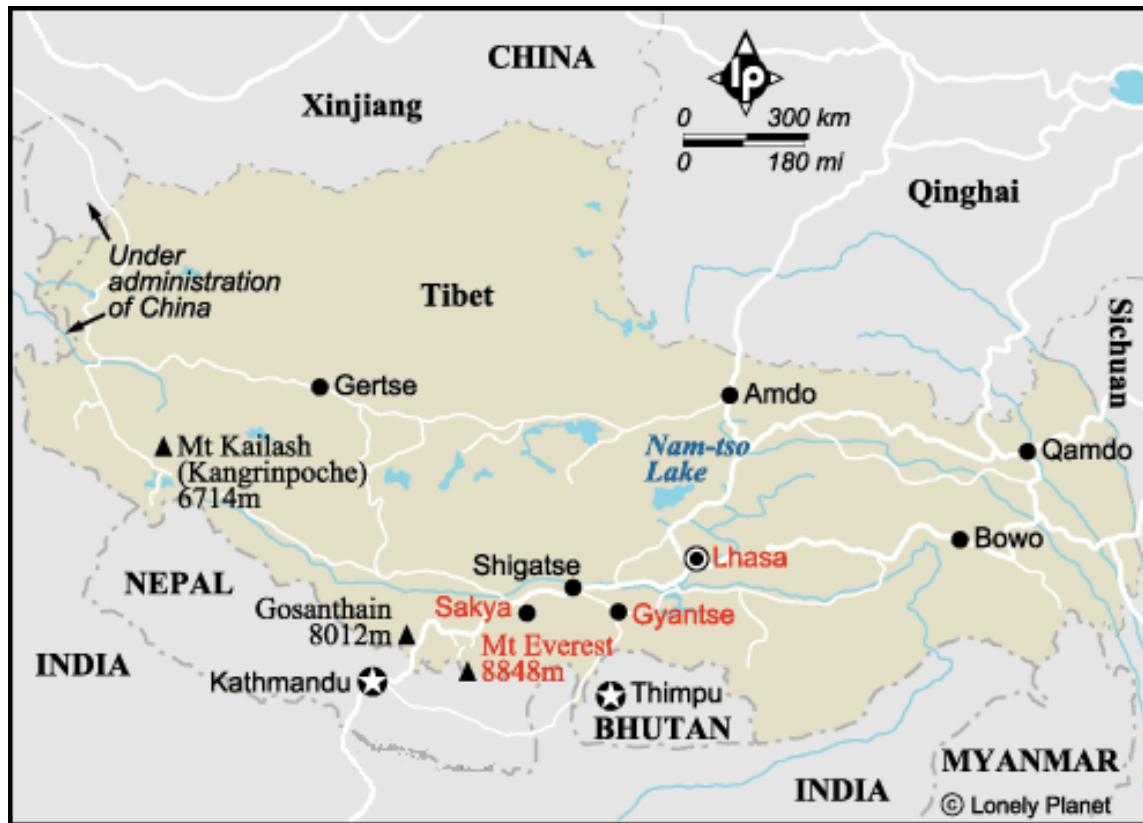 CHINA
Xinjiang
lp
0 300 km
0 180 mi
Qinghai
Under
administration
of China
Tibet
Sichuan
Gertse
Amdo
Mt Kailash
(Kangrinpoche)
6714m
Nam-tso
Lake
Qamdo
Bowo
Lhasa
Shigatse
NEPAL
Sakya
Gyantse
Gosanthain
8012m
Mt Everest
8848m
INDIA
Kathmandu
Thimpu
BHUTAN
MYANMAR
INDIA
© Lonely Planet